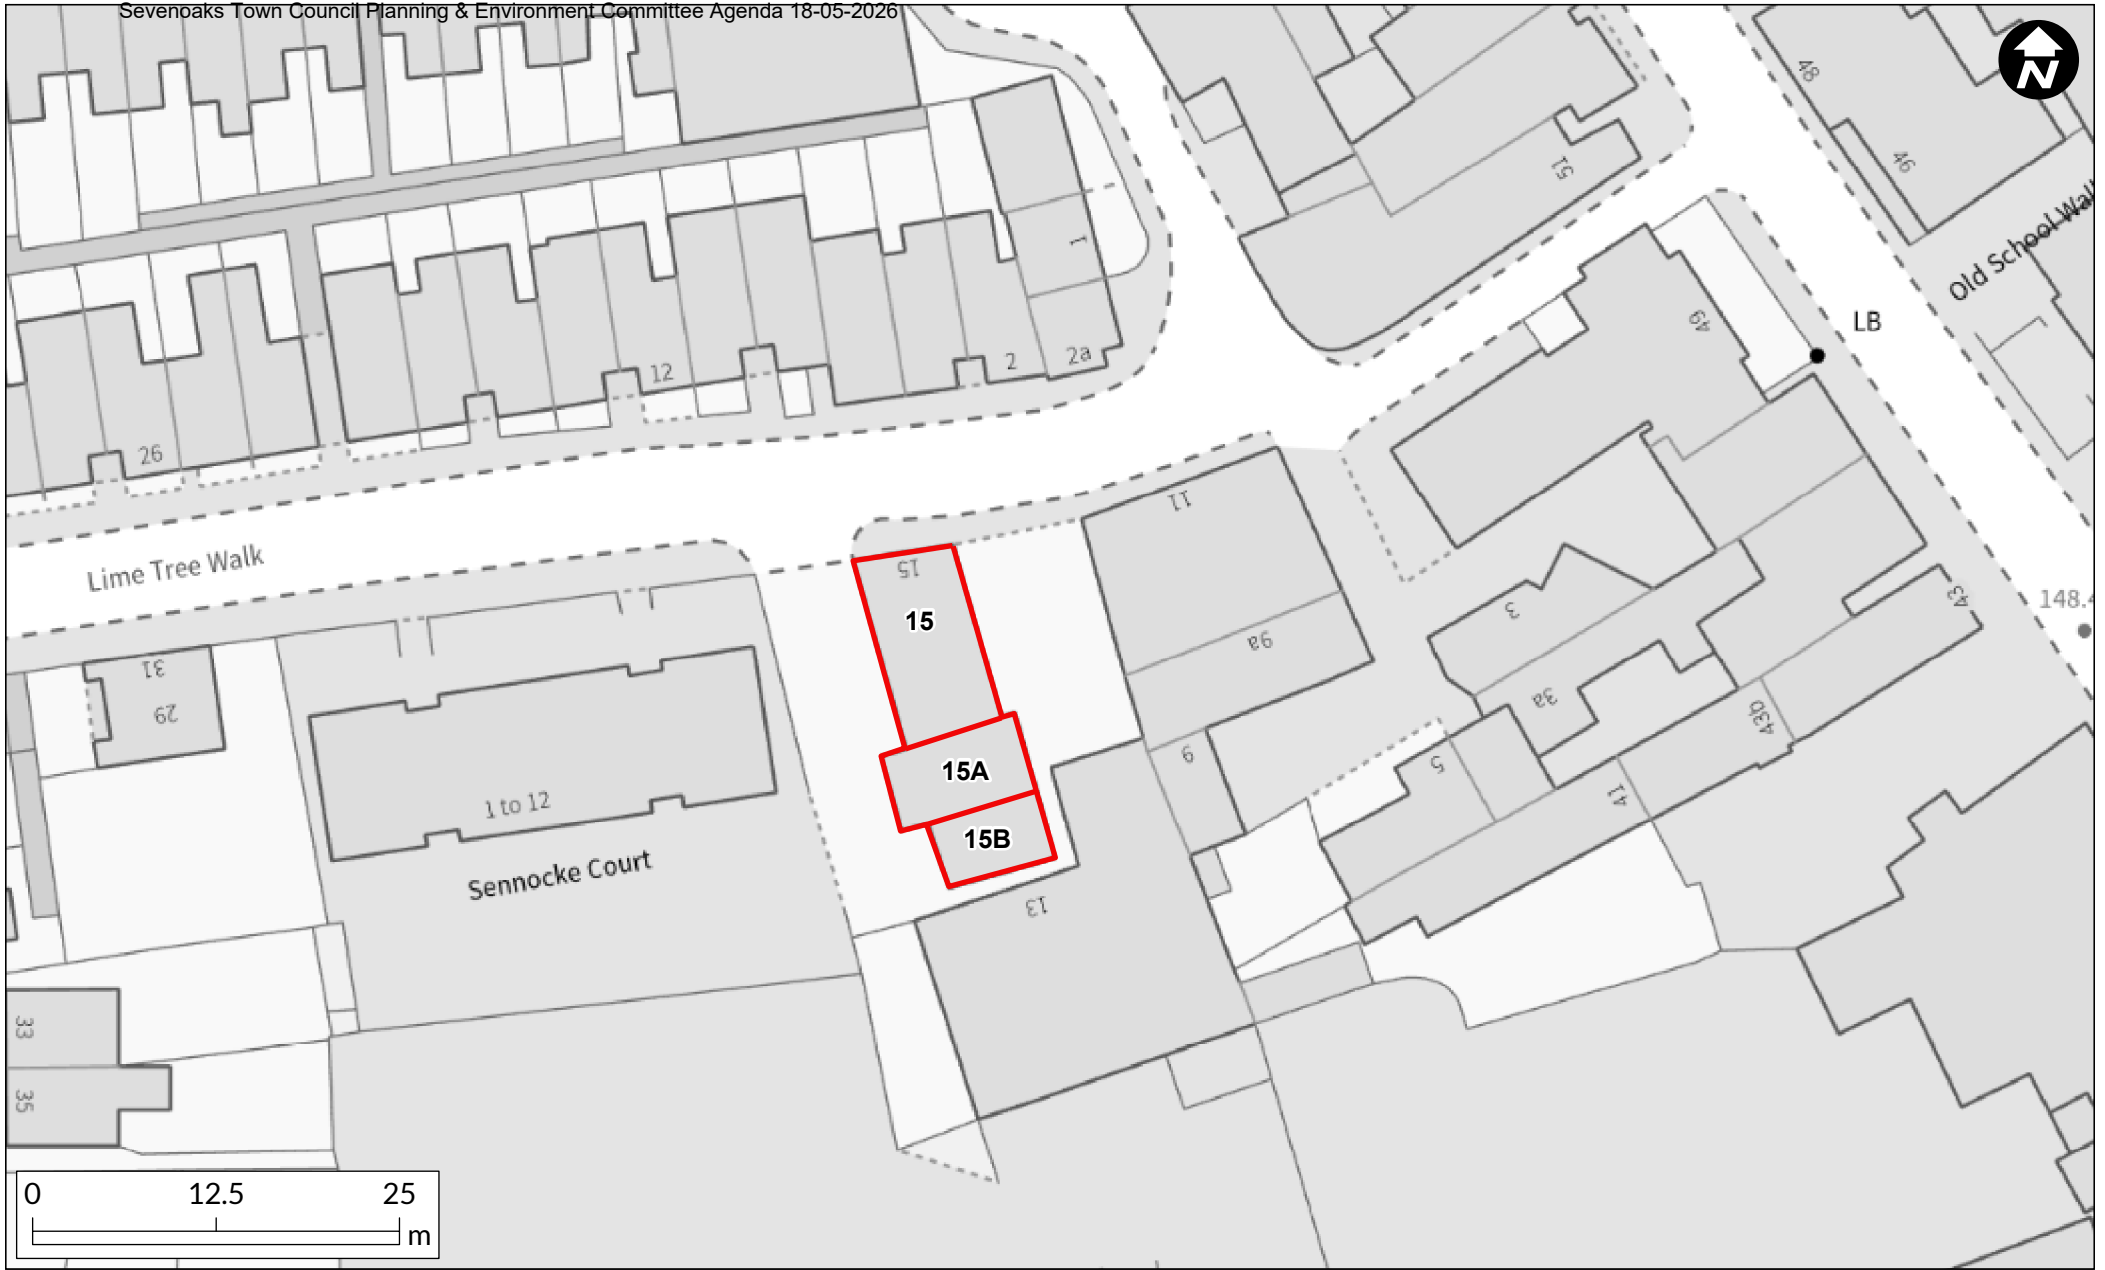 Sevenoaks Town Council Planning & Environment Committee Agenda 18-05-2026
N
48
46
51
Old School Walk
1
49
LB
2
2a
12
26
11
Lime Tree Walk
15
15
3
43
148.4
9a
31
29
3a
43b
9
5
15A
41
1 to 12
15B
Sennocke Court
13
33
35
0 12.5 25
m